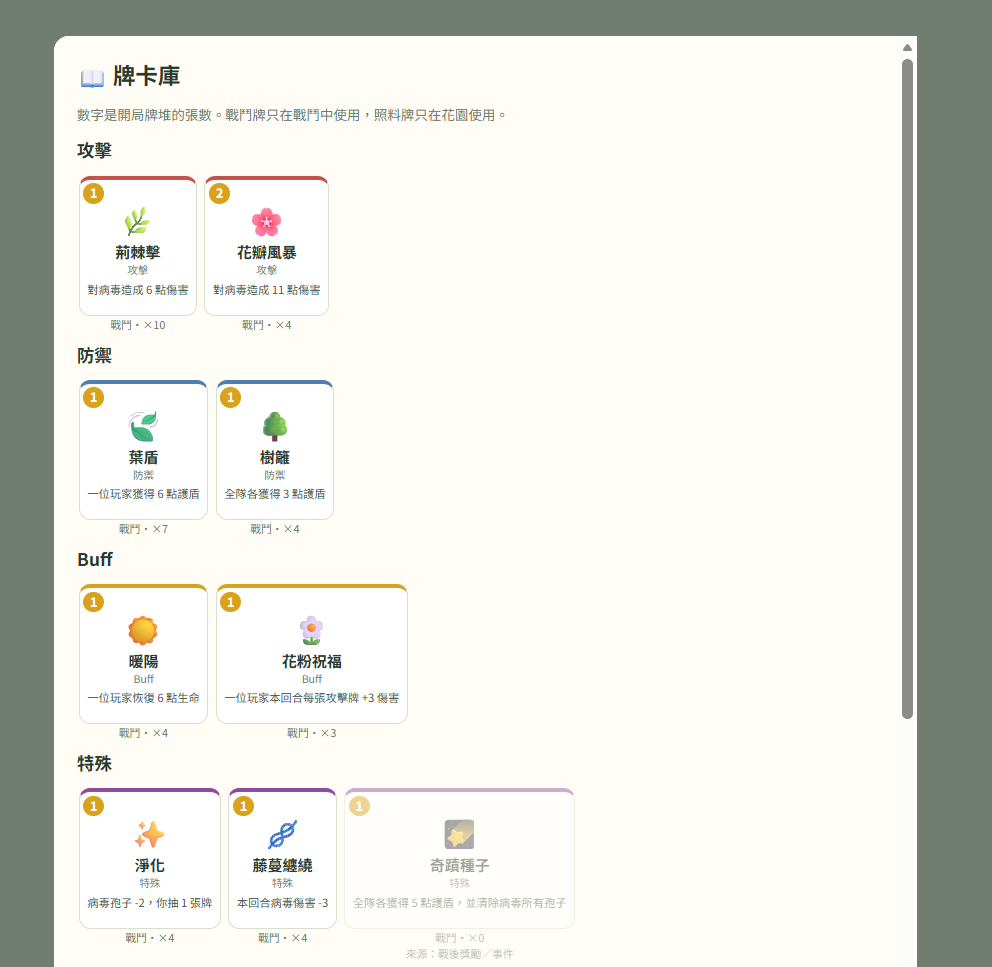 牌卡庫
數字是開局牌堆的張數。戰鬥牌只在戰鬥中使用，照料牌只在花園使用。
攻擊
1
荊棘擊
攻擊
對病毒造成 6 點傷害
戰鬥・×10
2
花瓣風暴
攻擊
對病毒造成 11 點傷害
戰鬥・×4
防禦
1
葉盾
防禦
一位玩家獲得 6 點護盾
戰鬥・×7
1
樹籬
防禦
全隊各獲得 3 點護盾
戰鬥・×4
Buff
1
暖陽
Buff
一位玩家恢復 6 點生命
戰鬥・×4
1
花粉祝福
Buff
一位玩家本回合每張攻擊牌 +3 傷害
戰鬥・×3
特殊
1
淨化
特殊
病毒孢子 -2，你抽 1 張牌
戰鬥・×4
1
藤蔓纏繞
特殊
本回合病毒傷害 -3
戰鬥・×4
1
奇蹟種子
特殊
全隊各獲得 5 點護盾，並清除病毒所有孢子
戰鬥・×0
來源：戰後獎勵／事件